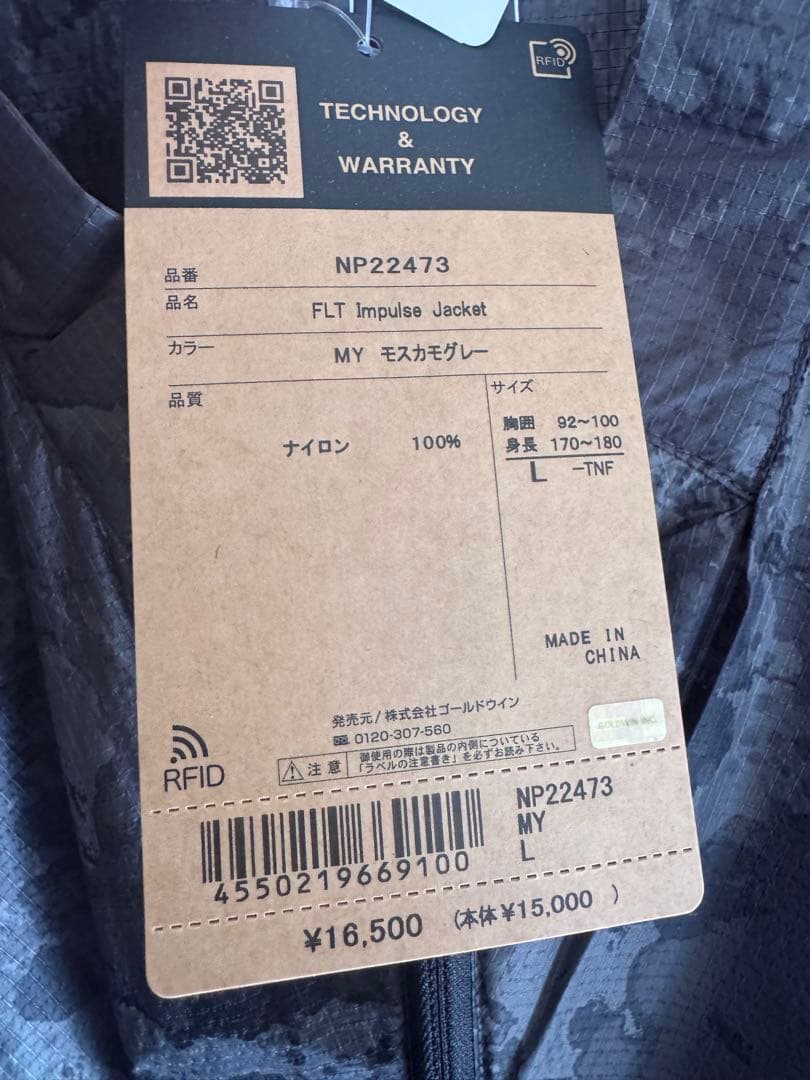 RFID
TECHNOLOGY
&
WARRANTY
品番 NP22473
品名 FLT Impulse Jacket
カラー MY モスカモグレー
品質
サイズ
ナイロン 100%
胸囲 92~100
身長 170~180
L -TNF
MADE IN
CHINA
発売元/株式会社ゴールドウイン
0120-307-560
GOLDWIN INC.
RFID
注意
御使用の際は製品の内側についている
「ラベルの注意書き」を必ずお読み下さい。
NP22473
MY
L
4550219669100
¥16,500 (本体¥15,000 )